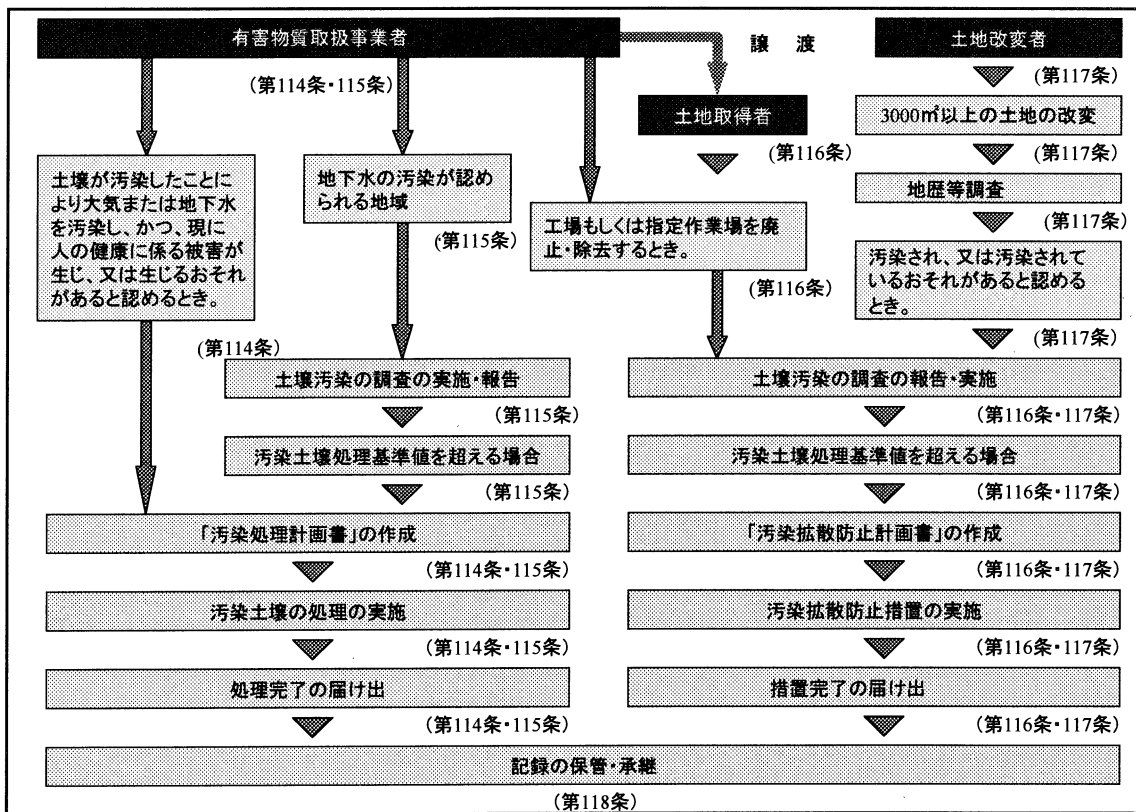 有害物質取扱事業者
譲 渡
土地改変者
(第114条・115条)
(第117条)
土地取得者
3000㎡以上の土地の改変
(第116条)
(第117条)
土壌が汚染したことに
より大気または地下水
を汚染し、かつ、現に
人の健康に係る被害が
生じ、又は生じるおそれ
があると認めるとき。
地下水の汚染が認め
られる地域
(第115条)
工場もしくは指定作業場を廃
止・除去するとき。
(第116条)
地歴等調査
(第117条)
汚染され、又は汚染されて
いるおそれがあると認める
とき。
(第117条)
(第114条)
土壌汚染の調査の実施・報告
(第115条)
汚染土壌処理基準値を超える場合
(第115条)
土壌汚染の調査の報告・実施
(第116条・117条)
汚染土壌処理基準値を超える場合
(第116条・117条)
「汚染処理計画書」の作成
(第114条・115条)
汚染土壌の処理の実施
(第114条・115条)
処理完了の届け出
(第114条・115条)
「汚染拡散防止計画書」の作成
(第116条・117条)
汚染拡散防止措置の実施
(第116条・117条)
措置完了の届け出
(第116条・117条)
記録の保管・承継
(第118条)